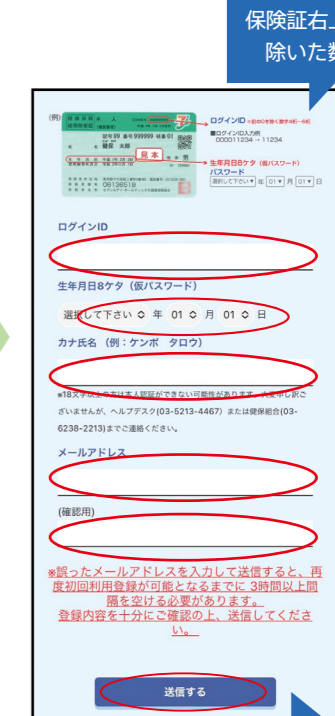 保険証右上
除いた数
(例)
記号 99 番号 999999 枝番 01
健保 太郎
見本
06136519
ログインID ※初めの0を除く数字4桁~6桁
■ログインID入力例
000011234 → 11234
生年月日8ケタ (仮パスワード)
パスワード
選択して下さい 年 01 月 01 日
ログインID
生年月日8ケタ(仮パスワード)
選択して下さい 年 01 月 01 日
カナ氏名 (例:ケンポ タロウ)
※18文字以上の方は本人認証ができない可能性があります。大変申し訳ご
ざいませんが、ヘルプデスク(03-5213-4467) または健保組合(03-
6238-2213)までご連絡ください。
メールアドレス
(確認用)
※誤ったメールアドレスを入力して送信すると、再
度初回利用登録が可能となるまでに 3時間以上間
隔を空ける必要があります。
登録内容を十分にご確認の上、送信してくださ
い。
送信する